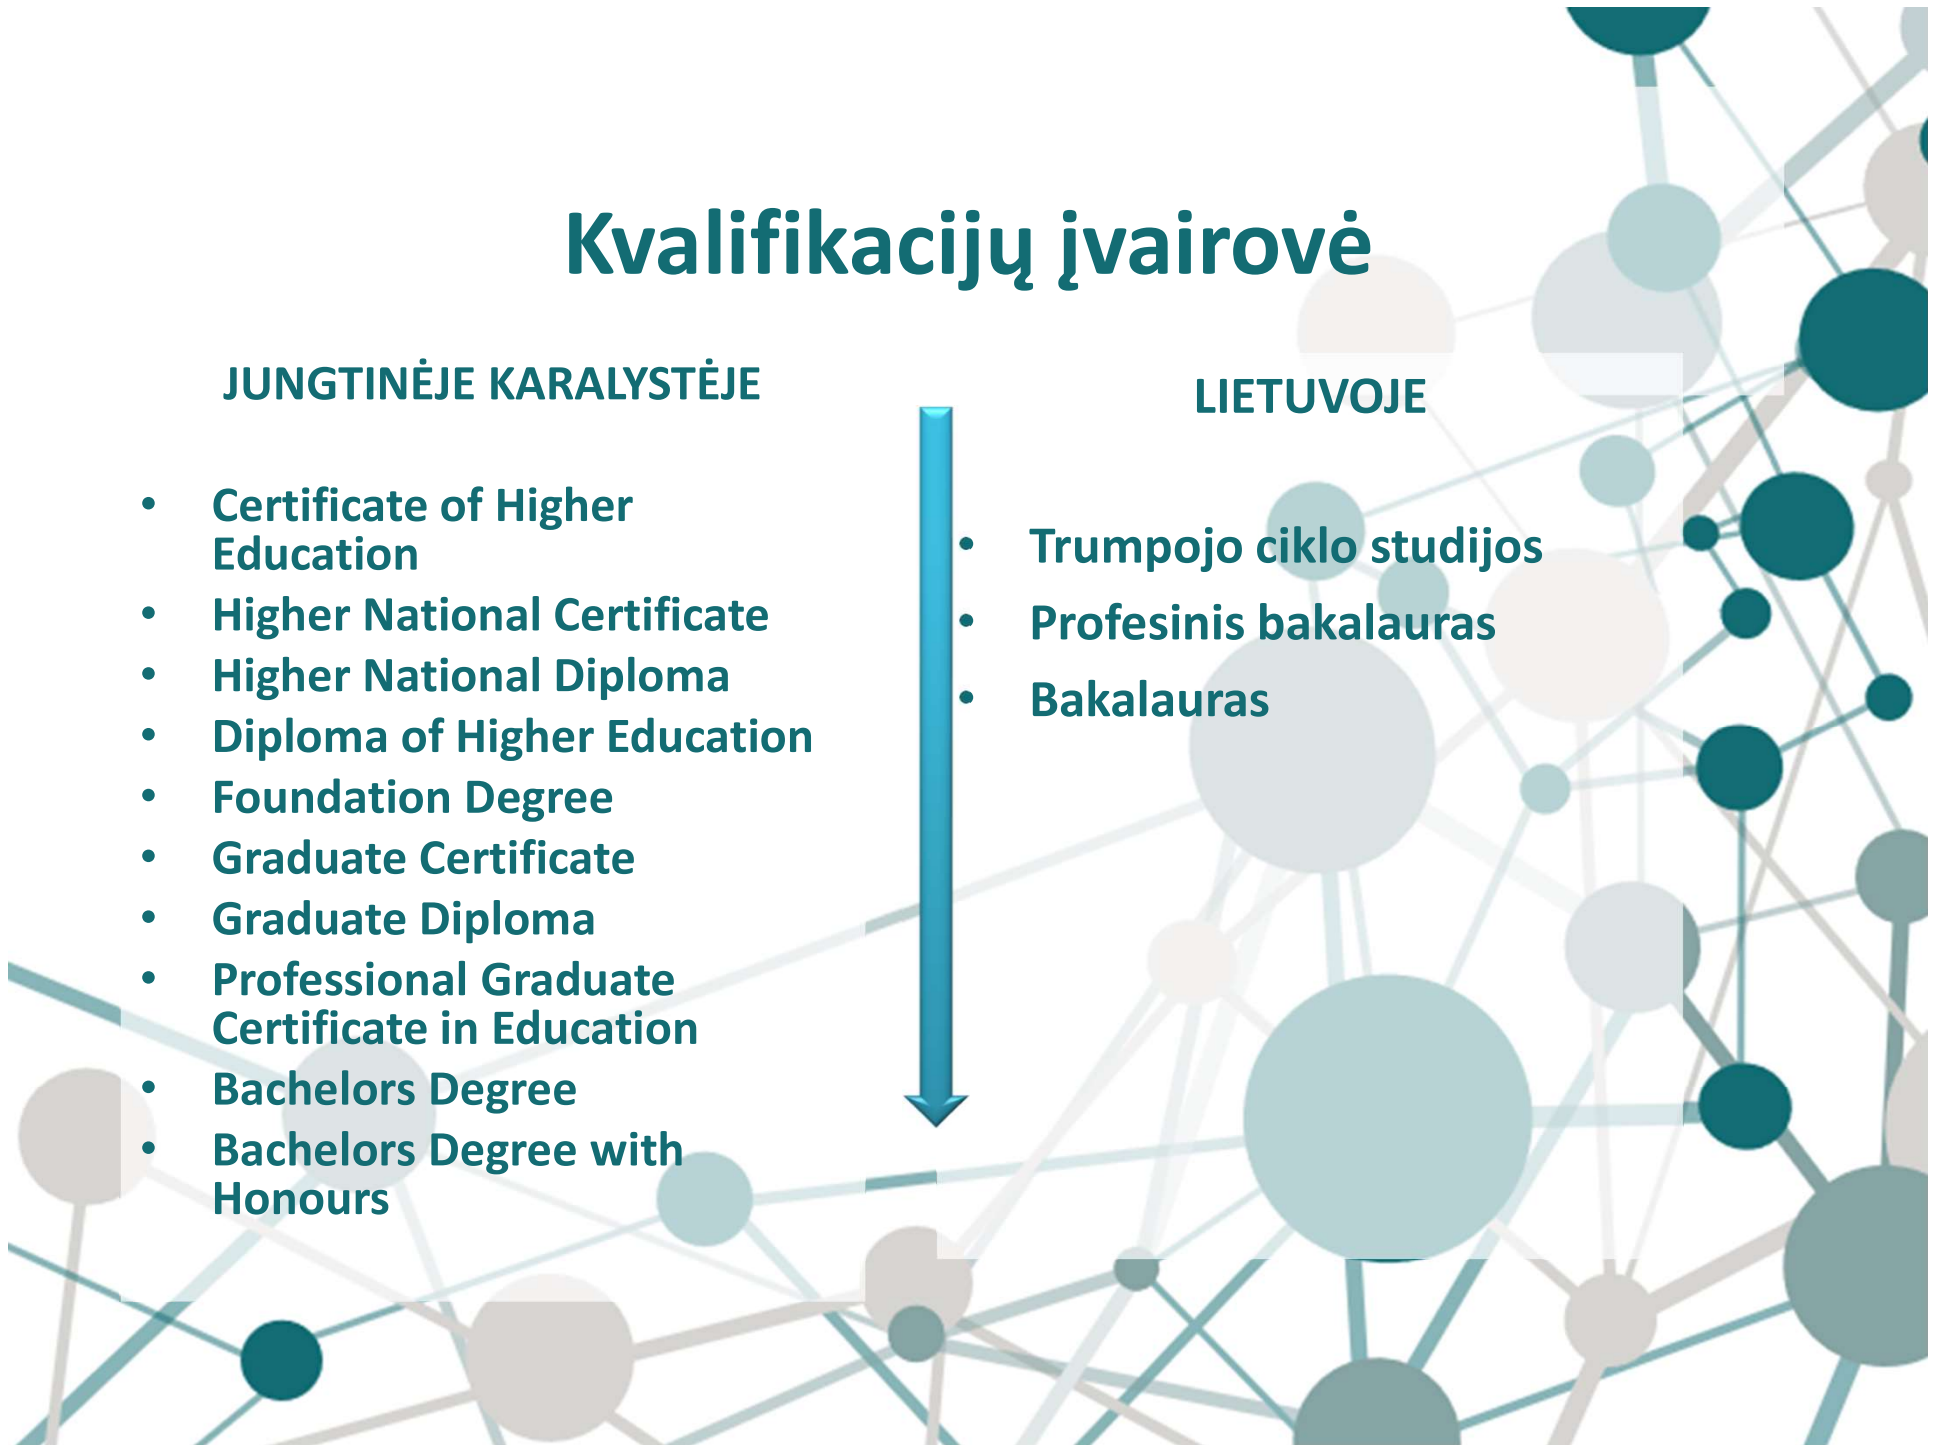 Kvalifikacijų įvairovė
JUNGTINĖJE KARALYSTĖJE
• Certificate of Higher
Education
• Higher National Certificate
• Higher National Diploma
• Diploma of Higher Education
• Foundation Degree
• Graduate Certificate
• Graduate Diploma
• Professional Graduate
Certificate in Education
• Bachelors Degree
• Bachelors Degree with
Honours
LIETUVOJE
• Trumpojo ciklo studijos
• Profesinis bakalauras
• Bakalauras